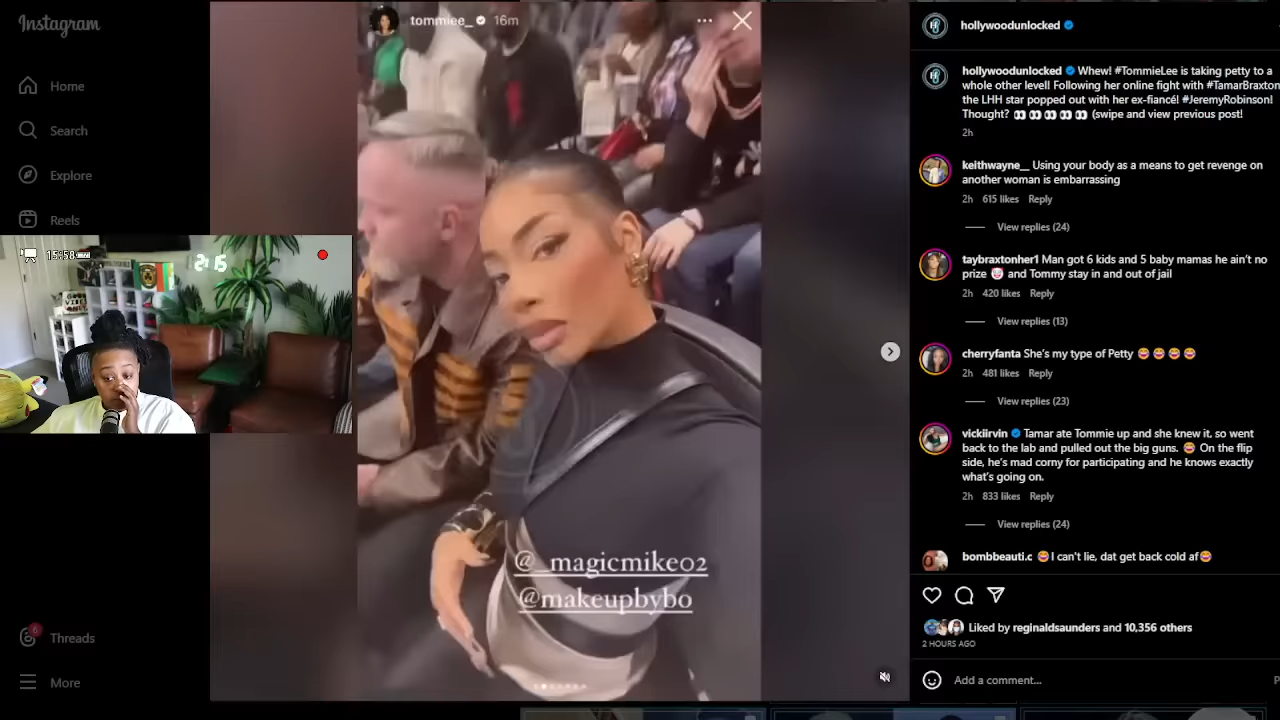 Instagram
Home
Search
Explore
Reels
6
Threads
More
15:58
2:16
tommiee_ 16m
@_magicmike02
@makeupbybo
hollywoodunlocked
hollywoodunlocked Whew! #TommieLee is taking petty to a
whole other level! Following her online fight with #TamarBraxton
the LHH star popped out with her ex-fiancé! #JeremyRobinson!
Thought? 👀👀👀👀👀 (swipe and view previous post!
2h
keithwayne__ Using your body as a means to get revenge on
another woman is embarrassing
2h 615 likes Reply
View replies (24)
taybraxtonher1 Man got 6 kids and 5 baby mamas he ain't no
prize 🤡 and Tommy stay in and out of jail
2h 420 likes Reply
View replies (13)
cherryfanta She's my type of Petty 😂😂😂😂
2h 481 likes Reply
View replies (23)
vickiirvin Tamar ate Tommie up and she knew it, so went
back to the lab and pulled out the big guns. 😂 On the flip
side, he's mad corny for participating and he knows exactly
what's going on.
2h 833 likes Reply
View replies (24)
bombbeauti.c 😂I can't lie, dat get back cold af😂
Liked by reginaldsaunders and 10,356 others
2 HOURS AGO
Add a comment...